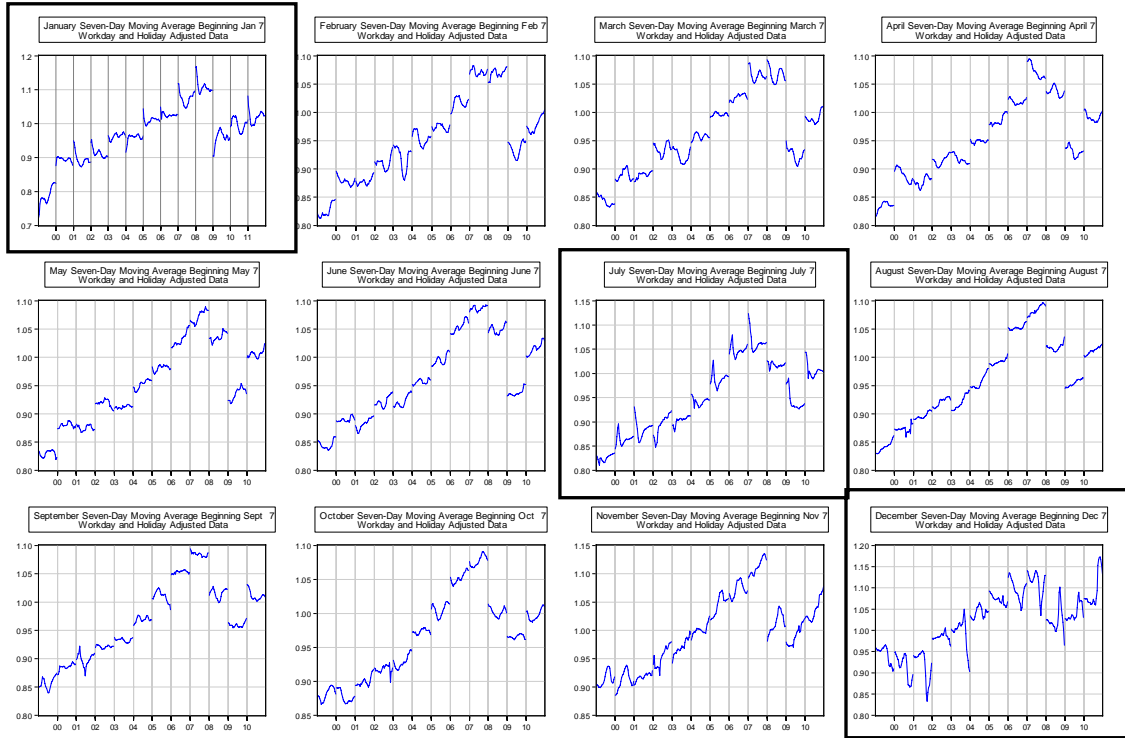 January Seven-Day Moving Average Beginning Jan 7
Workday and Holiday Adjusted Data
1.2
1.1
1.0
0.9
0.8
0.7
00 01 02 03 04 05 06 07 08 09 10 11
February Seven-Day Moving Average Beginning Feb 7
Workday and Holiday Adjusted Data
1.10
1.05
1.00
0.95
0.90
0.85
0.80
00 01 02 03 04 05 06 07 08 09 10
March Seven-Day Moving Average Beginning March 7
Workday and Holiday Adjusted Data
1.10
1.05
1.00
0.95
0.90
0.85
0.80
00 01 02 03 04 05 06 07 08 09 10
April Seven-Day Moving Average Beginning April 7
Workday and Holiday Adjusted Data
1.10
1.05
1.00
0.95
0.90
0.85
0.80
00 01 02 03 04 05 06 07 08 09 10
May Seven-Day Moving Average Beginning May 7
Workday and Holiday Adjusted Data
1.10
1.05
1.00
0.95
0.90
0.85
0.80
00 01 02 03 04 05 06 07 08 09 10
June Seven-Day Moving Average Beginning June 7
Workday and Holiday Adjusted Data
1.10
1.05
1.00
0.95
0.90
0.85
0.80
00 01 02 03 04 05 06 07 08 09 10
July Seven-Day Moving Average Beginning July 7
Workday and Holiday Adjusted Data
1.15
1.10
1.05
1.00
0.95
0.90
0.85
0.80
00 01 02 03 04 05 06 07 08 09 10
August Seven-Day Moving Average Beginning August 7
Workday and Holiday Adjusted Data
1.10
1.05
1.00
0.95
0.90
0.85
0.80
00 01 02 03 04 05 06 07 08 09 10
September Seven-Day Moving Average Beginning Sept 7
Workday and Holiday Adjusted Data
1.10
1.05
1.00
0.95
0.90
0.85
0.80
00 01 02 03 04 05 06 07 08 09 10
October Seven-Day Moving Average Beginning Oct 7
Workday and Holiday Adjusted Data
1.10
1.05
1.00
0.95
0.90
0.85
00 01 02 03 04 05 06 07 08 09 10
November Seven-Day Moving Average Beginning Nov 7
Workday and Holiday Adjusted Data
1.15
1.10
1.05
1.00
0.95
0.90
0.85
00 01 02 03 04 05 06 07 08 09 10
December Seven-Day Moving Average Beginning Dec 7
Workday and Holiday Adjusted Data
1.20
1.15
1.10
1.05
1.00
0.95
0.90
0.85
0.80
00 01 02 03 04 05 06 07 08 09 10